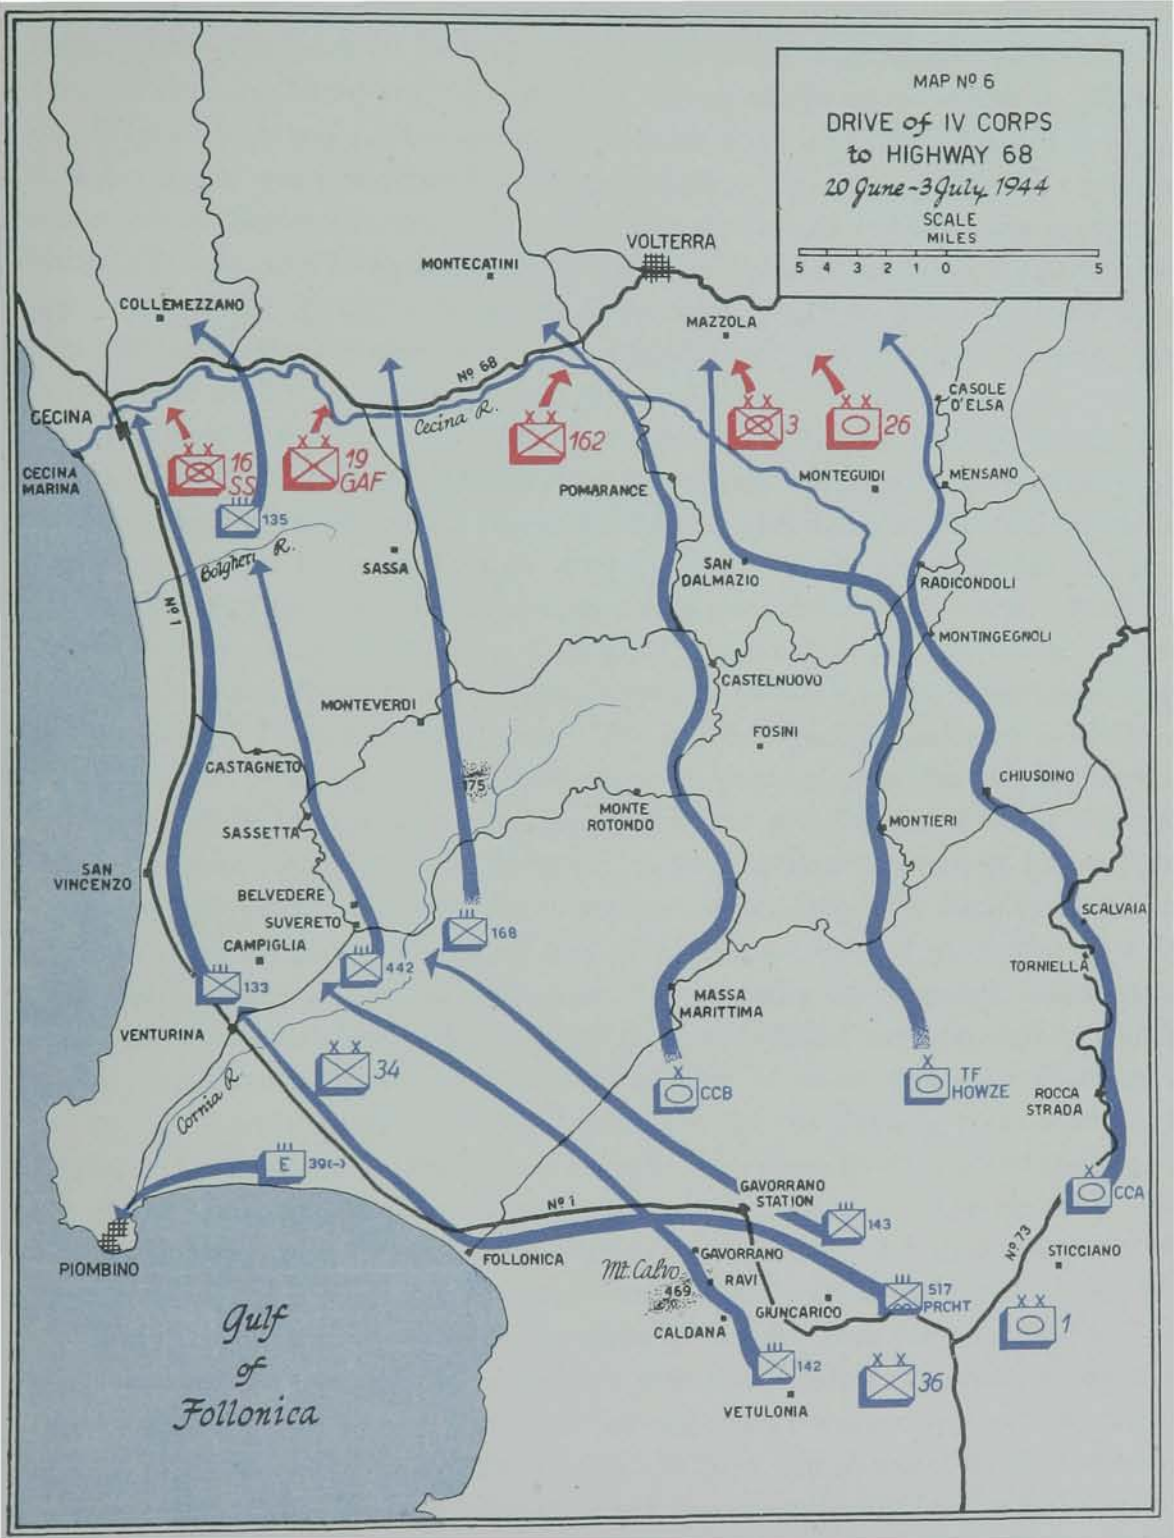 MAP Nº 6
DRIVE of IV CORPS
to HIGHWAY 68
20 June-3 July, 1944
SCALE
MILES
5 4 3 2 1 0 5
VOLTERRA
MONTECATINI
COLLEMEZZANO
MAZZOLA
Nº 68
CASOLE
D'ELSA
CECINA
Cecina R.
X X
16
SS
X X
19
GAF
X X
162
X X
3
X X
26
CECINA
MARINA
MONTEGUIDI
MENSANO
POMARANCE
135
Borgheri R.
SASSA
SAN
DALMAZIO
RADICONDOLI
Nº 1
MONTINGEGNOLI
CASTELNUOVO
MONTEVERDI
FOSINI
CASTAGNETO
175
CHIUSDINO
MONTE
ROTONDO
MONTIERI
SASSETTA
SAN
VINCENZO
BELVEDERE
SUVERETO
168
SCALVAIA
CAMPIGLIA
442
TORNIELLA
133
MASSA
MARITTIMA
VENTURINA
X X
34
X
CCB
X
TF
HOWZE
ROCCA
STRADA
Cornia R.
E
39(-)
X
CCA
GAVORRANO
STATION
Nº 1
143
Nº 73
STICCIANO
FOLLONICA
GAVORRANO
PIOMBINO
Mt. Calvo
469
RAVI
517
PRCHT
GIUNCARICO
X X
1
CALDANA
Gulf
of
Follonica
142
X X
36
VETULONIA